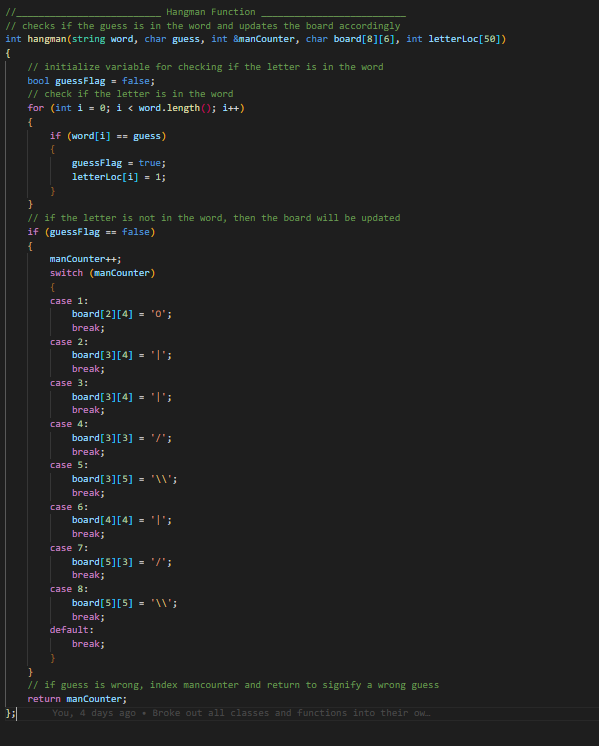 //__________________________ Hangman Function __________________________
// checks if the guess is in the word and updates the board accordingly
int hangman(string word, char guess, int &manCounter, char board[8][6], int letterLoc[50])
{
    // initialize variable for checking if the letter is in the word
    bool guessFlag = false;
    // check if the letter is in the word
    for (int i = 0; i < word.length(); i++)
    {
        if (word[i] == guess)
        {
            guessFlag = true;
            letterLoc[i] = 1;
        }
    }
    // if the letter is not in the word, then the board will be updated
    if (guessFlag == false)
    {
        manCounter++;
        switch (manCounter)
        {
        case 1:
            board[2][4] = 'O';
            break;
        case 2:
            board[3][4] = '|';
            break;
        case 3:
            board[3][4] = '|';
            break;
        case 4:
            board[3][3] = '/';
            break;
        case 5:
            board[3][5] = '\\';
            break;
        case 6:
            board[4][4] = '|';
            break;
        case 7:
            board[5][3] = '/';
            break;
        case 8:
            board[5][5] = '\\';
            break;
        default:
            break;
        }
    }
    // if guess is wrong, index mancounter and return to signify a wrong guess
    return manCounter;
};      You, 4 days ago • Broke out all classes and functions into their ow…